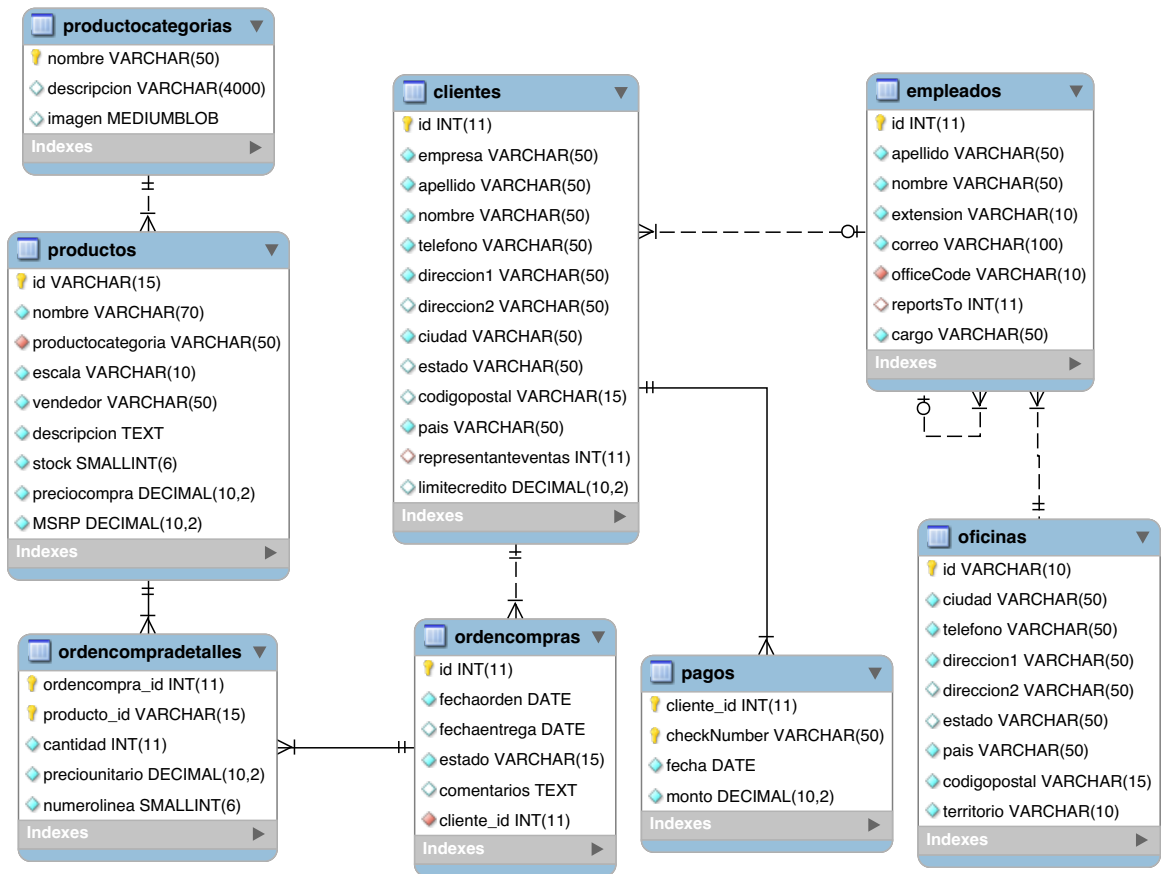 productocategorias
nombre VARCHAR(50)
descripcion VARCHAR(4000)
imagen MEDIUMBLOB
Indexes
productos
id VARCHAR(15)
nombre VARCHAR(70)
productocategoria VARCHAR(50)
escala VARCHAR(10)
vendedor VARCHAR(50)
descripcion TEXT
stock SMALLINT(6)
preciocompra DECIMAL(10,2)
MSRP DECIMAL(10,2)
Indexes
ordencompradetalles
ordencompra_id INT(11)
producto_id VARCHAR(15)
cantidad INT(11)
preciounitario DECIMAL(10,2)
numerolinea SMALLINT(6)
Indexes
clientes
id INT(11)
empresa VARCHAR(50)
apellido VARCHAR(50)
nombre VARCHAR(50)
telefono VARCHAR(50)
direccion1 VARCHAR(50)
direccion2 VARCHAR(50)
ciudad VARCHAR(50)
estado VARCHAR(50)
codigopostal VARCHAR(15)
pais VARCHAR(50)
representanteventas INT(11)
limitecredito DECIMAL(10,2)
Indexes
ordencompras
id INT(11)
fechaorden DATE
fechaentrega DATE
estado VARCHAR(15)
comentarios TEXT
cliente_id INT(11)
Indexes
pagos
cliente_id INT(11)
checkNumber VARCHAR(50)
fecha DATE
monto DECIMAL(10,2)
Indexes
empleados
id INT(11)
apellido VARCHAR(50)
nombre VARCHAR(50)
extension VARCHAR(10)
correo VARCHAR(100)
officeCode VARCHAR(10)
reportsTo INT(11)
cargo VARCHAR(50)
Indexes
oficinas
id VARCHAR(10)
ciudad VARCHAR(50)
telefono VARCHAR(50)
direccion1 VARCHAR(50)
direccion2 VARCHAR(50)
estado VARCHAR(50)
pais VARCHAR(50)
codigopostal VARCHAR(15)
territorio VARCHAR(10)
Indexes